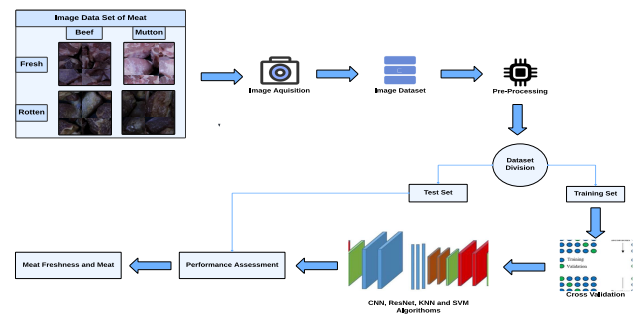 Image Data Set of Meat
Beef
Mutton
Fresh
Rotten
Image Aquisition
Image Dataset
Pre-Processing
Dataset
Division
Test Set
Training Set
Training
Validation
Cross Validation
CNN, ResNet, KNN and SVM
Algorithoms
Performance Assessment
Meat Freshness and Meat